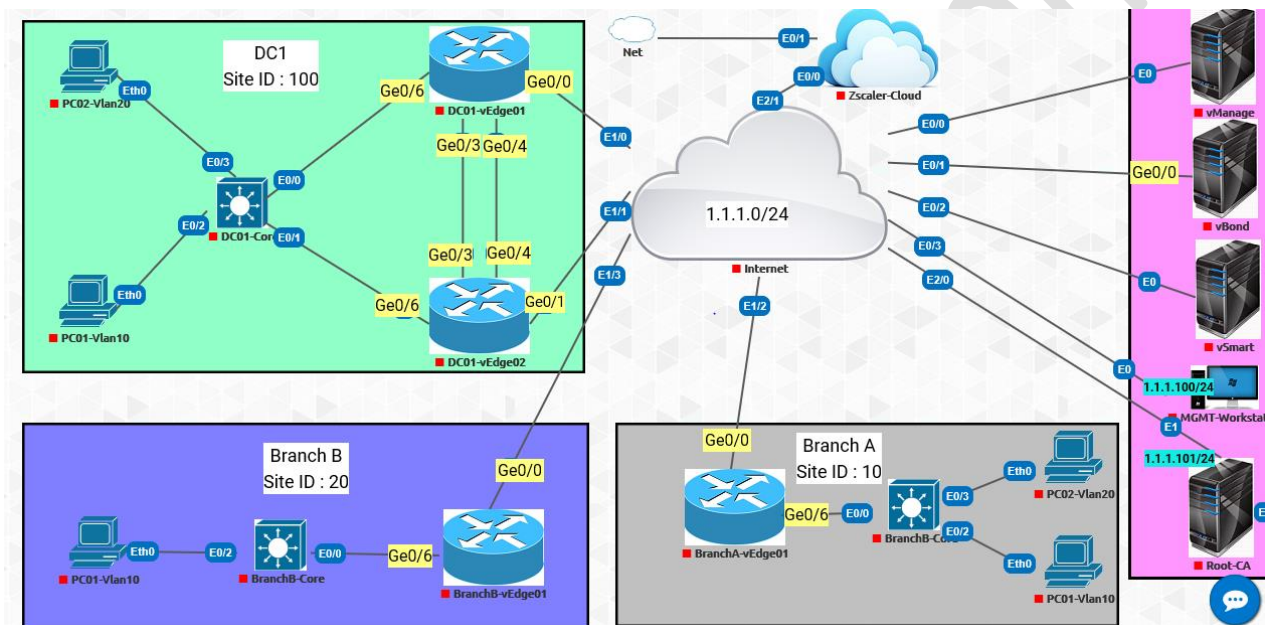 DC1
Site ID : 100
PC02-Vlan20
Eth0
E0/3
E0/0
Ge0/6
Ge0/0
DC01-vEdge01
Ge0/3
Ge0/4
E0/2
DC01-Core
E0/1
Eth0
PC01-Vlan10
Ge0/3
Ge0/4
Ge0/6
Ge0/1
DC01-vEdge02
Net
E0/1
E0/0
Zscaler-Cloud
E2/1
E1/0
E1/1
E1/3
1.1.1.0/24
Internet
E1/2
E0/0
E0/1
E0/2
E0/3
E2/0
E0
vManage
Ge0/0
vBond
E0
vSmart
E0
1.1.1.100/24
MGMT-Workstat
E1
1.1.1.101/24
Root-CA
Branch B
Site ID : 20
Ge0/0
PC01-Vlan10
Eth0
E0/2
BranchB-Core
E0/0
Ge0/6
BranchB-vEdge01
Branch A
Site ID : 10
Ge0/0
BranchA-vEdge01
Ge0/6
E0/0
BranchB-Core
E0/3
E0/2
Eth0
PC02-Vlan20
Eth0
PC01-Vlan10